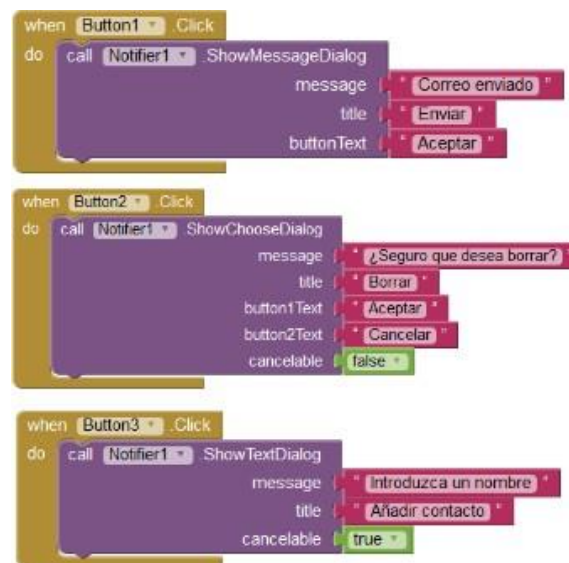 when Button1 .Click
do call Notifier1 .ShowMessageDialog
message " Correo enviado "
title " Enviar "
buttonText " Aceptar "
when Button2 .Click
do call Notifier1 .ShowChooseDialog
message " ¿Seguro que desea borrar? "
title " Borrar "
button1Text " Aceptar "
button2Text " Cancelar "
cancelable false
when Button3 .Click
do call Notifier1 .ShowTextDialog
message " Introduzca un nombre "
title " Añadir contacto "
cancelable true